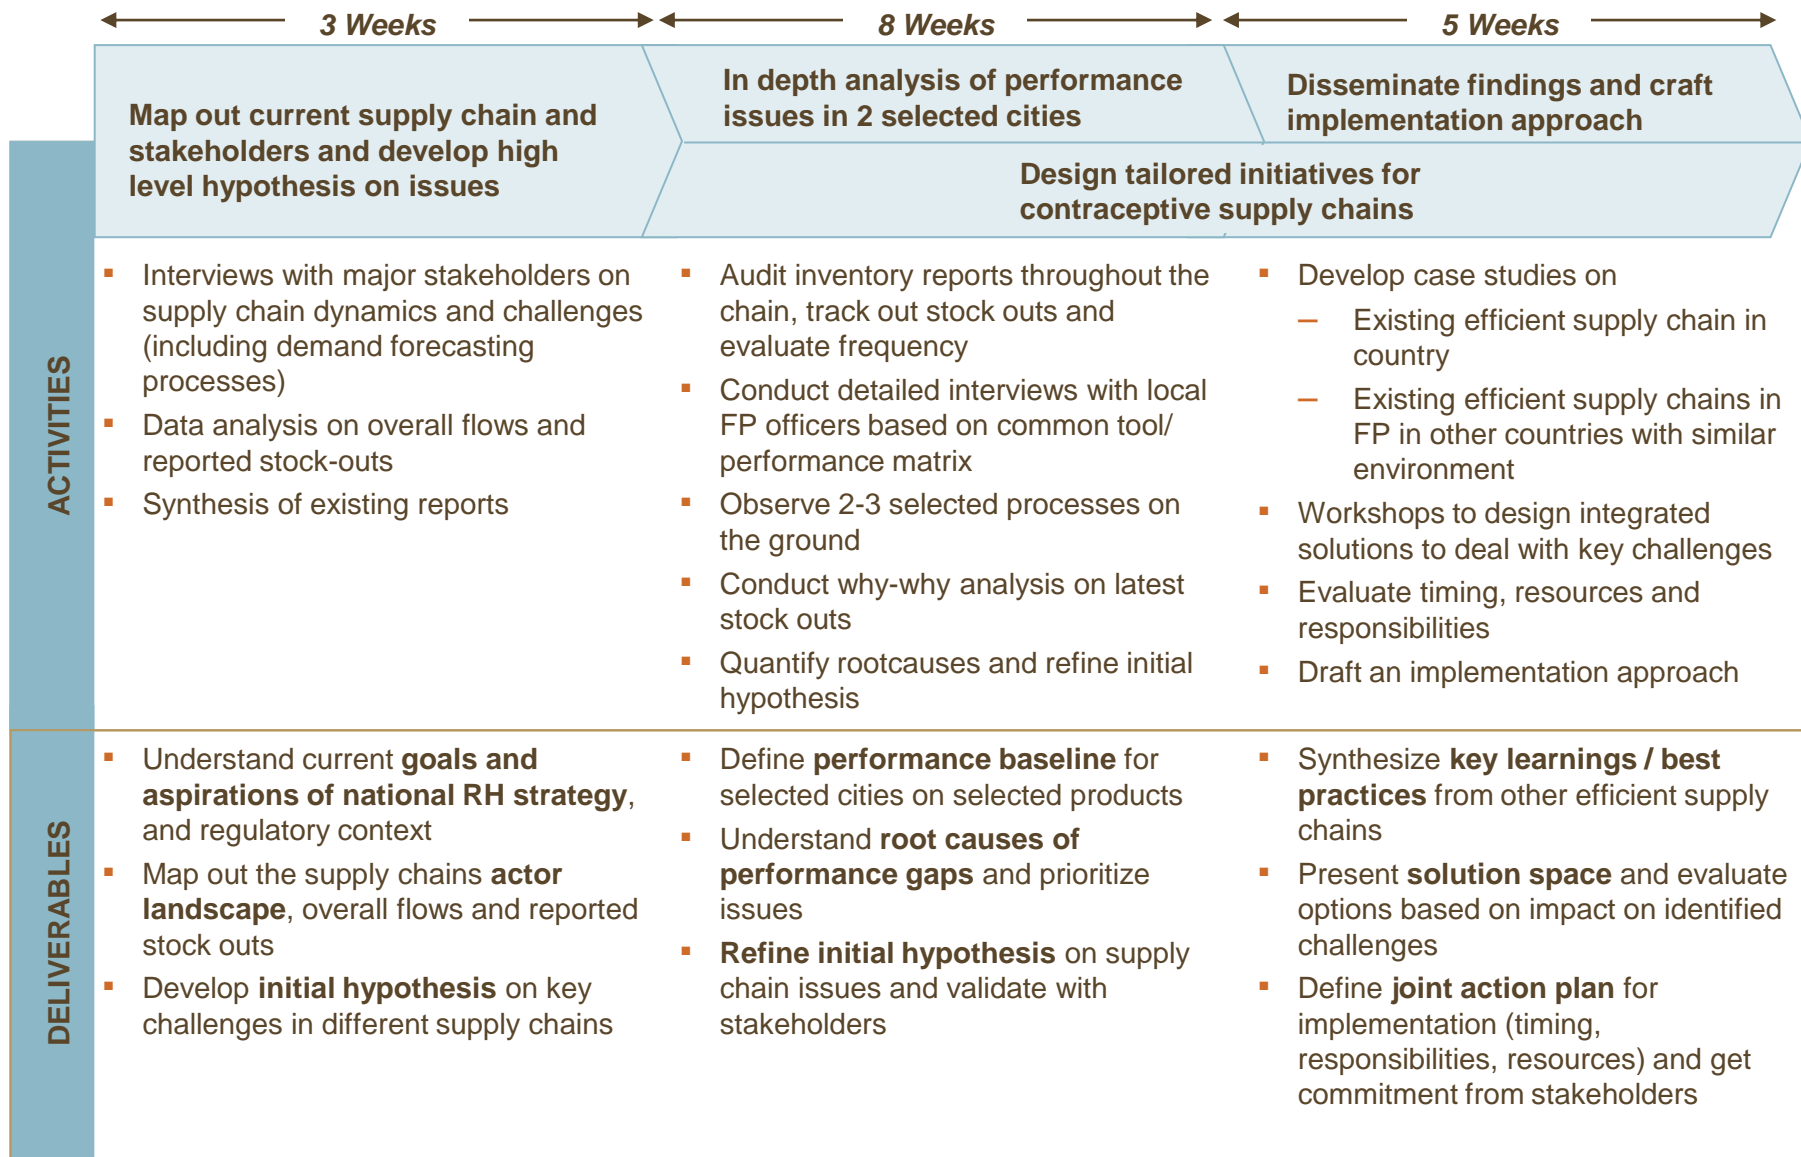 3 Weeks
8 Weeks
5 Weeks
Map out current supply chain and
stakeholders and develop high
level hypothesis on issues
In depth analysis of performance
issues in 2 selected cities
Disseminate findings and craft
implementation approach
Design tailored initiatives for
contraceptive supply chains
ACTIVITIES
▪ Interviews with major stakeholders on
supply chain dynamics and challenges
(including demand forecasting
processes)
▪ Data analysis on overall flows and
reported stock-outs
▪ Synthesis of existing reports
▪ Audit inventory reports throughout the
chain, track out stock outs and
evaluate frequency
▪ Conduct detailed interviews with local
FP officers based on common tool/
performance matrix
▪ Observe 2-3 selected processes on
the ground
▪ Conduct why-why analysis on latest
stock outs
▪ Quantify rootcauses and refine initial
hypothesis
▪ Develop case studies on
– Existing efficient supply chain in
country
– Existing efficient supply chains in
FP in other countries with similar
environment
▪ Workshops to design integrated
solutions to deal with key challenges
▪ Evaluate timing, resources and
responsibilities
▪ Draft an implementation approach
DELIVERABLES
▪ Understand current goals and
aspirations of national RH strategy,
and regulatory context
▪ Map out the supply chains actor
landscape, overall flows and reported
stock outs
▪ Develop initial hypothesis on key
challenges in different supply chains
▪ Define performance baseline for
selected cities on selected products
▪ Understand root causes of
performance gaps and prioritize
issues
▪ Refine initial hypothesis on supply
chain issues and validate with
stakeholders
▪ Synthesize key learnings / best
practices from other efficient supply
chains
▪ Present solution space and evaluate
options based on impact on identified
challenges
▪ Define joint action plan for
implementation (timing,
responsibilities, resources) and get
commitment from stakeholders